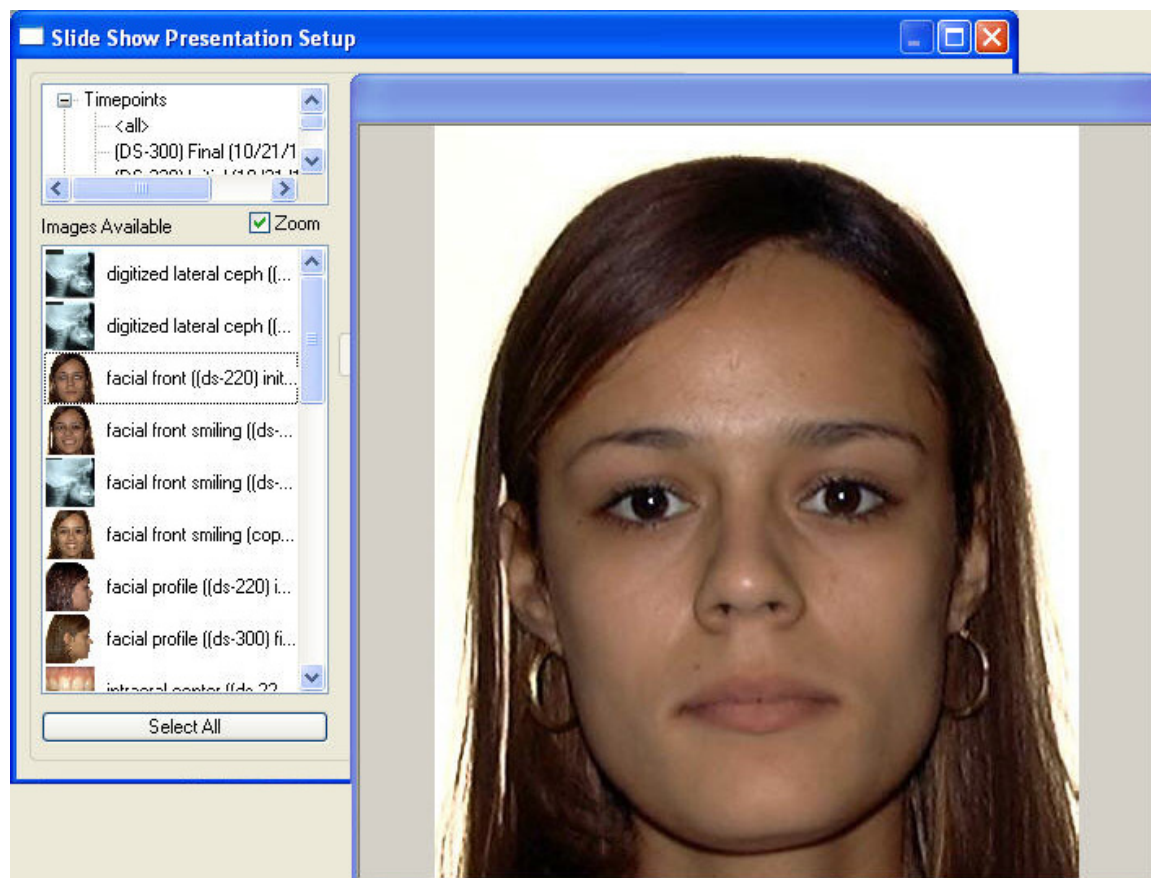 Slide Show Presentation Setup
Timepoints
<all>
(DS-300) Final (10/21/1
Images Available
Zoom
digitized lateral ceph ((...
digitized lateral ceph ((...
facial front ((ds-220) init...
facial front smiling ((ds-...
facial front smiling ((ds-...
facial front smiling (cop...
facial profile ((ds-220) i...
facial profile ((ds-300) fi...
Select All